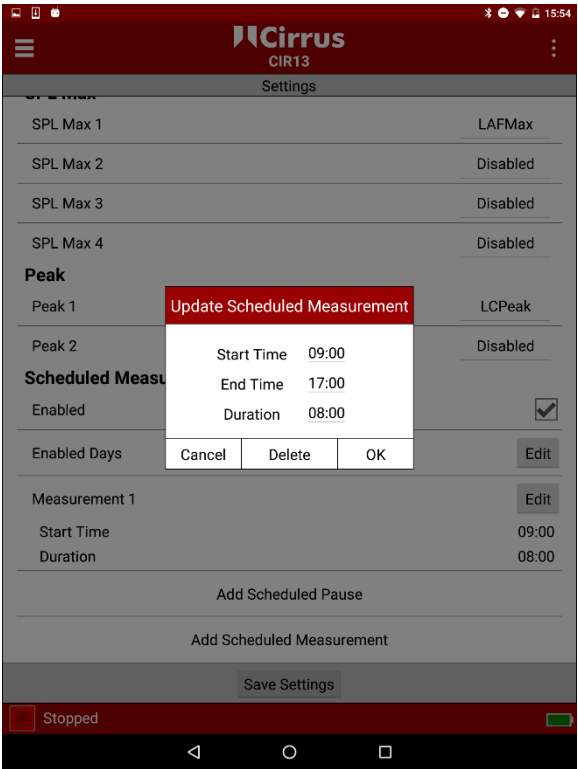 15:54
Cirrus
CIR13
Settings
SPL Max
SPL Max 1 LAFMax
SPL Max 2 Disabled
SPL Max 3 Disabled
SPL Max 4 Disabled
Peak
Peak 1 LCPeak
Peak 2 Disabled
Update Scheduled Measurement
Start Time 09:00
End Time 17:00
Duration 08:00
Cancel Delete OK
Scheduled Measu
Enabled
Enabled Days Edit
Measurement 1 Edit
Start Time 09:00
Duration 08:00
Add Scheduled Pause
Add Scheduled Measurement
Save Settings
Stopped